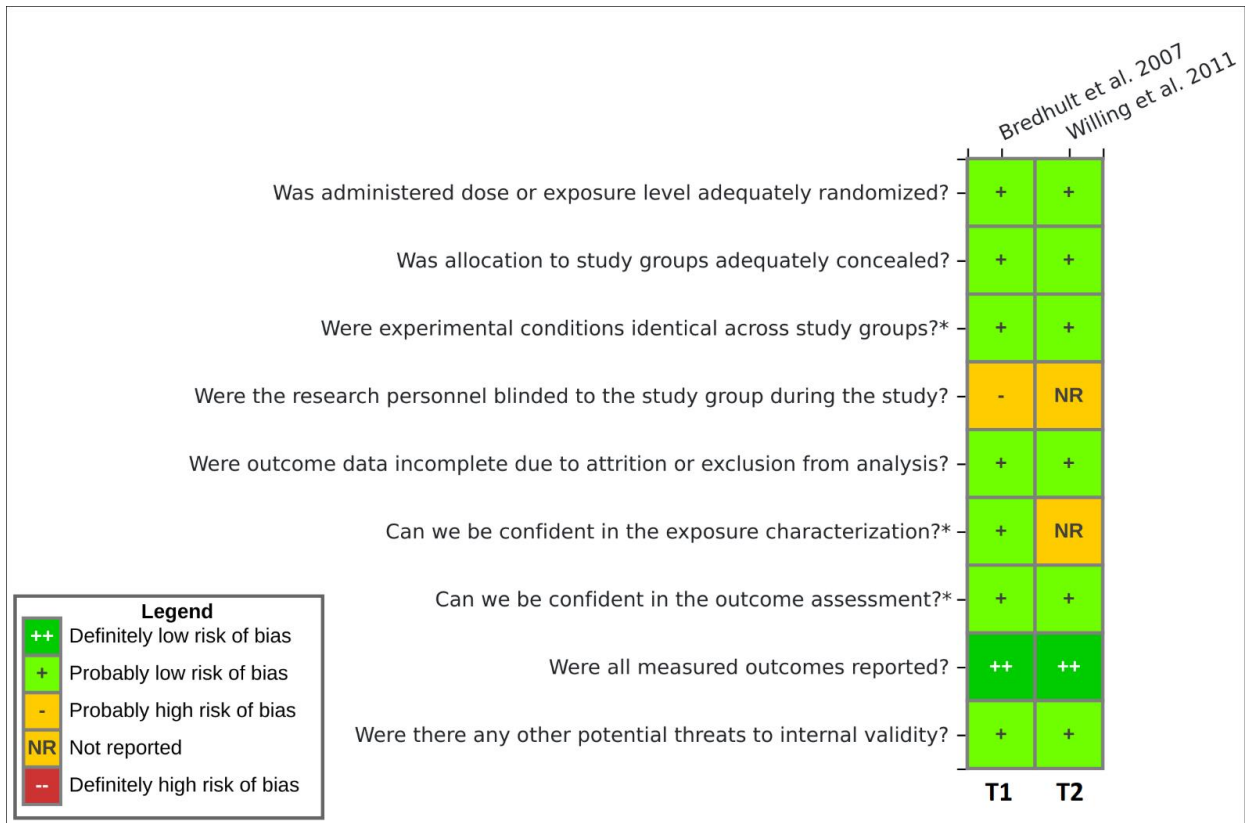 Bredhult et al. 2007
Willing et al. 2011
Was administered dose or exposure level adequately randomized? + +
Was allocation to study groups adequately concealed? + +
Were experimental conditions identical across study groups?* + +
Were the research personnel blinded to the study group during the study? - NR
Were outcome data incomplete due to attrition or exclusion from analysis? + +
Can we be confident in the exposure characterization?* + NR
Can we be confident in the outcome assessment?* + +
Were all measured outcomes reported? ++ ++
Were there any other potential threats to internal validity? + +
T1 T2
Legend
++ Definitely low risk of bias
+ Probably low risk of bias
- Probably high risk of bias
NR Not reported
-- Definitely high risk of bias